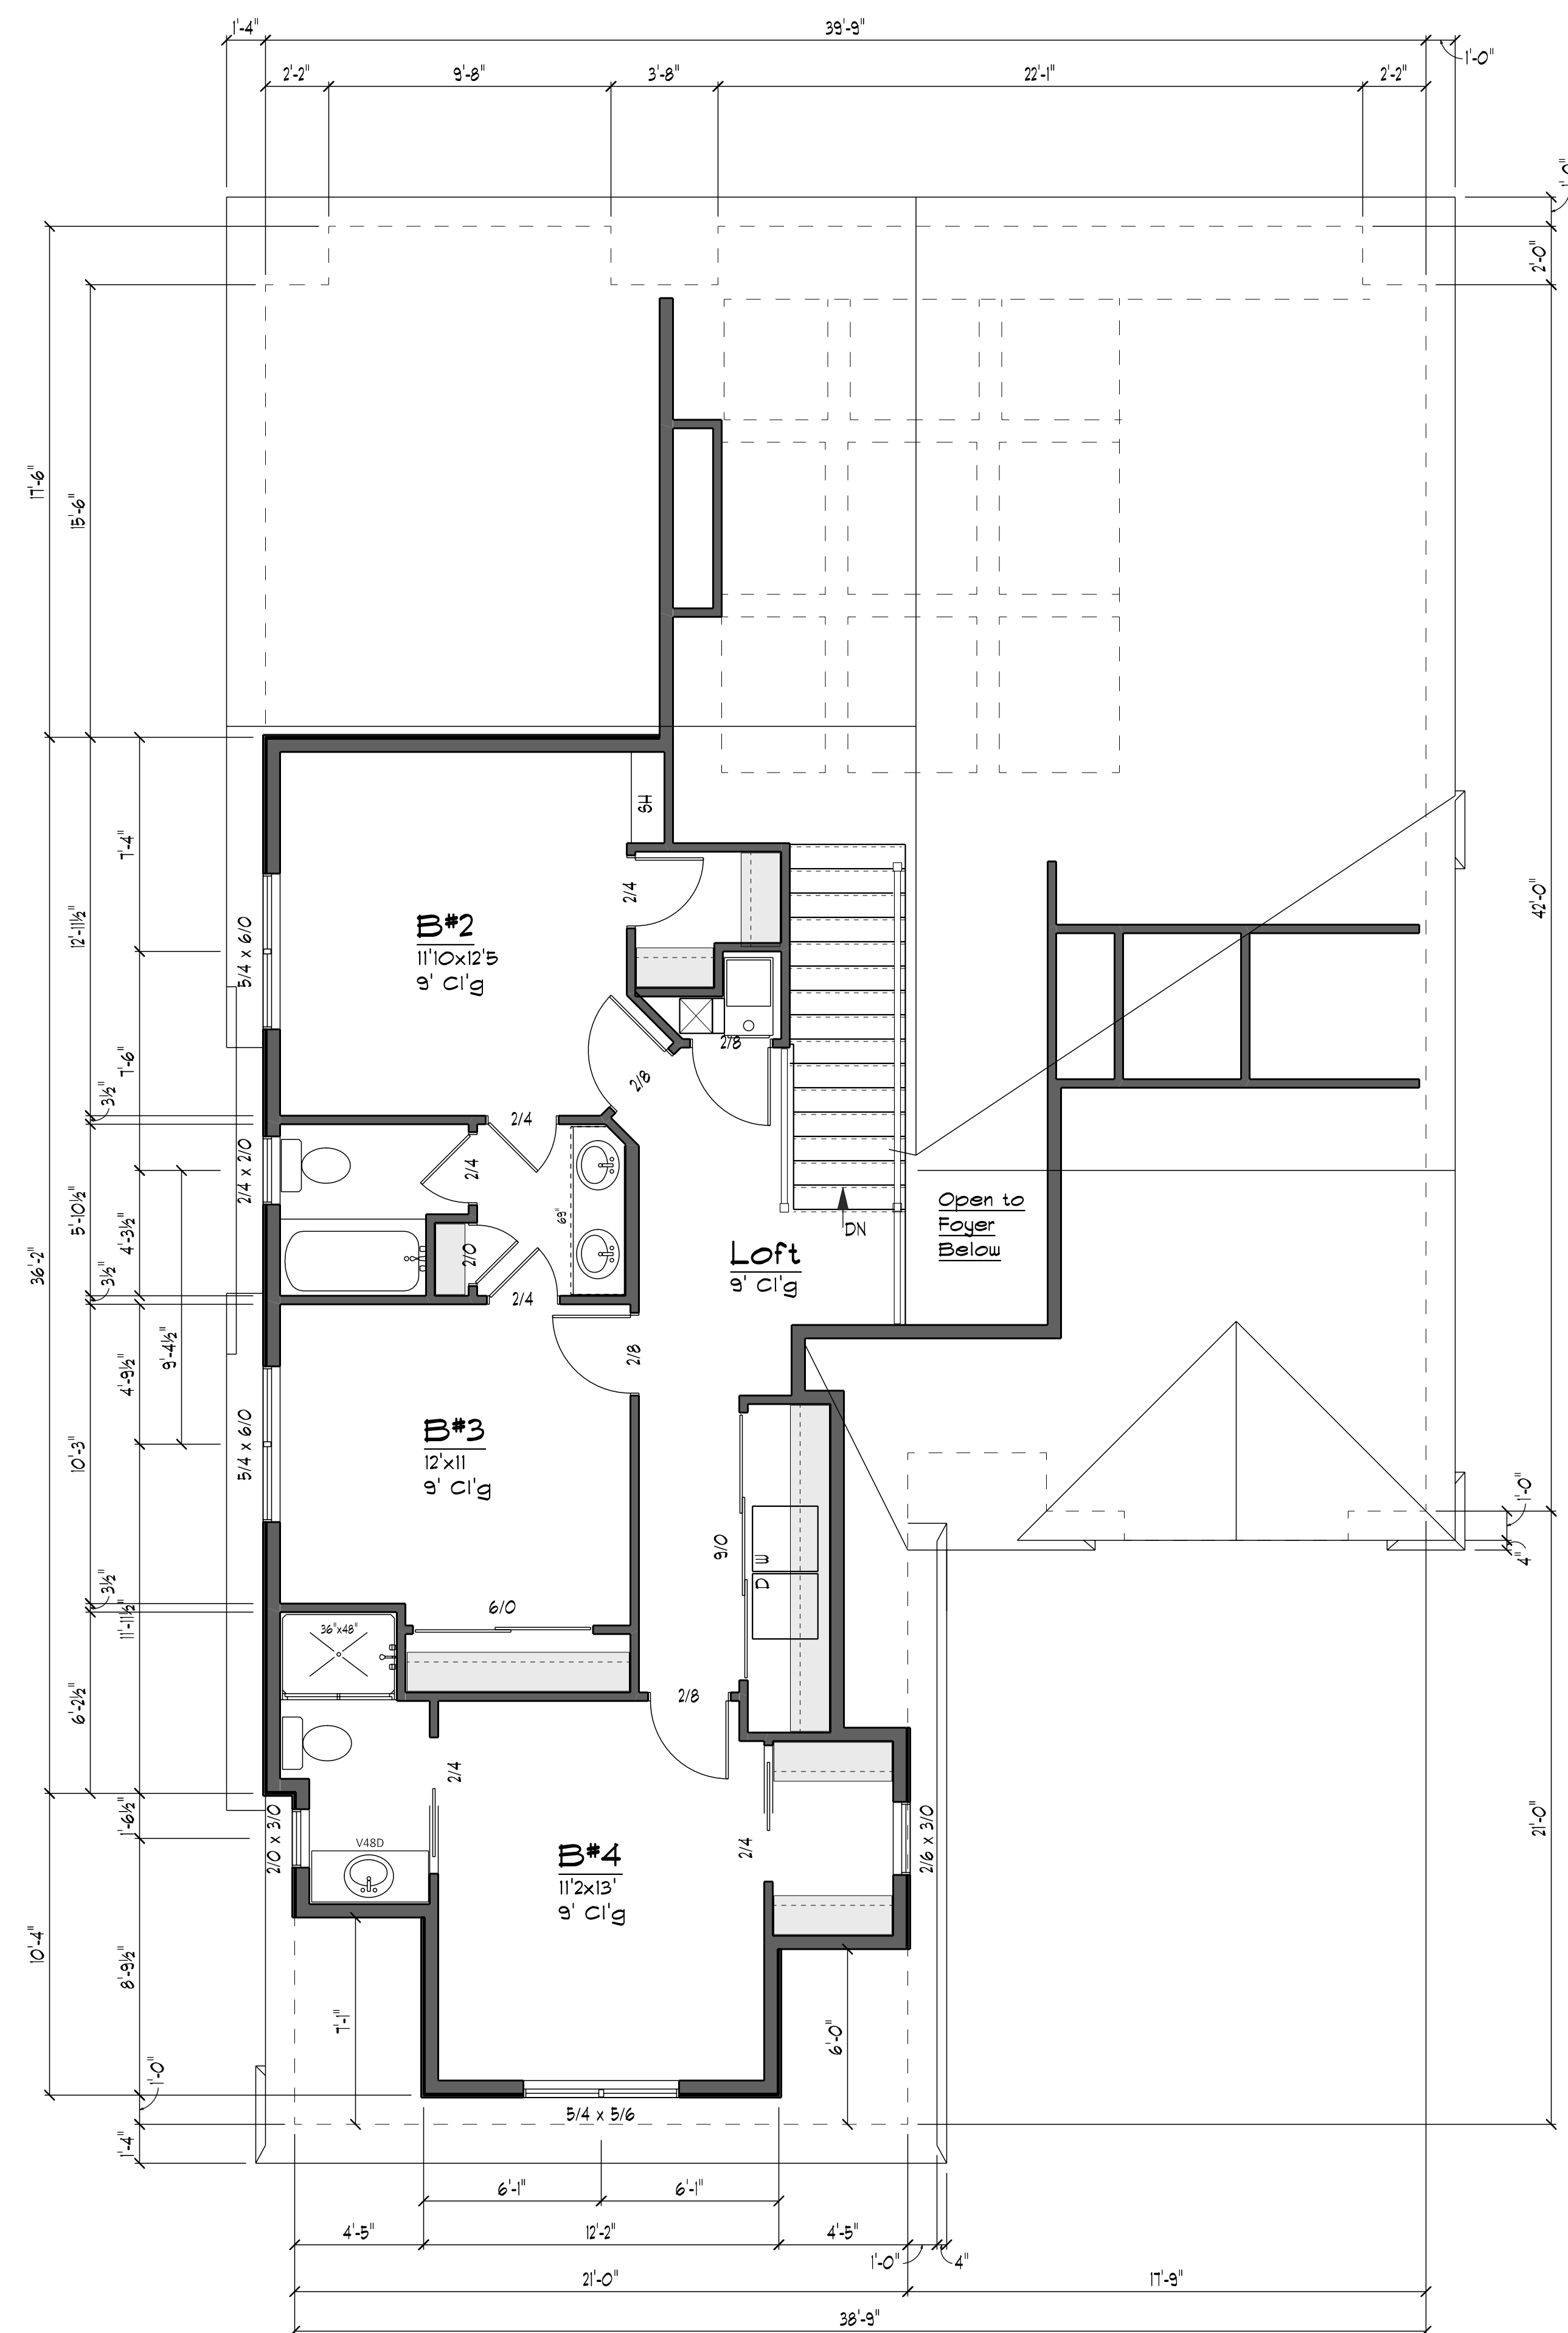 1'-4"
39'-9"
1'-0"
2'-2"
9'-8"
3'-8"
22'-1"
2'-2"
1'-0"
2'-0"
17'-6"
15'-6"
7'-4"
SH
2/4
B#2
11'10x12'5
9' Cl'g
5/4 x 6/0
12'-11½"
42'-0"
7'-6"
3½"
2/8
2/8
2/4
2/4 x 2/0
2/4
69"
5'-10½"
4'-3½"
2/0
DN
Open to
Foyer
Below
Loft
9' Cl'g
36'-2"
3½"
2/4
9'-4½"
4'-9½"
2/8
B#3
12'x11
9' Cl'g
5/4 x 6/0
10'-3"
1'-0"
4"
9/0
W
D
3½"
11'-11½"
6/0
36"x48"
6'-2½"
2/8
2/4
1'-6½"
2/0 x 3/0
V48D
B#4
11'2x13'
9' Cl'g
2/4
2/6 x 3/0
21'-0"
10'-4"
8'-9½"
7'-1"
6'-0"
1'-0"
5/4 x 5/6
1'-4"
6'-1"
6'-1"
4'-5"
12'-2"
4'-5"
1'-0"
4"
21'-0"
17'-9"
38'-9"